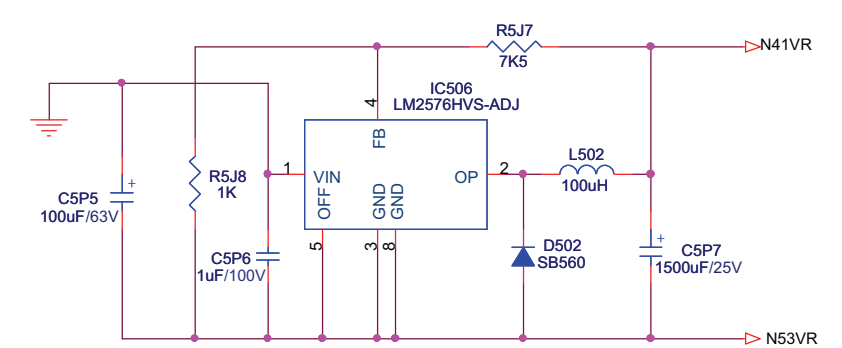 R5J7
7K5
N41VR
IC506
LM2576HVS-ADJ
4
FB
1
VIN
OP
2
OFF
GND
GND
5
3
8
L502
100uH
R5J8
1K
C5P5
+
100uF/63V
C5P6
1uF/100V
D502
SB560
+
C5P7
1500uF/25V
N53VR